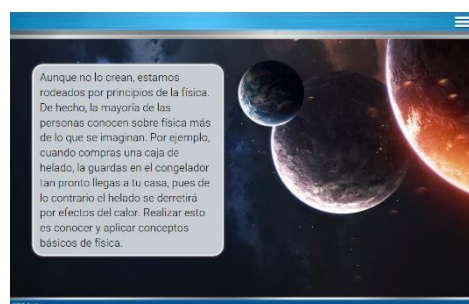 Aunque no lo crean, estamos
rodeados por principios de la física.
De hecho, la mayoría de las
personas conocen sobre física más
de lo que se imaginan. Por ejemplo,
cuando compras una caja de
helado, la guardas en el congelador
tan pronto llegas a tu casa, pues de
lo contrario el helado se derretirá
por efectos del calor. Realizar esto
es conocer y aplicar conceptos
básicos de física.